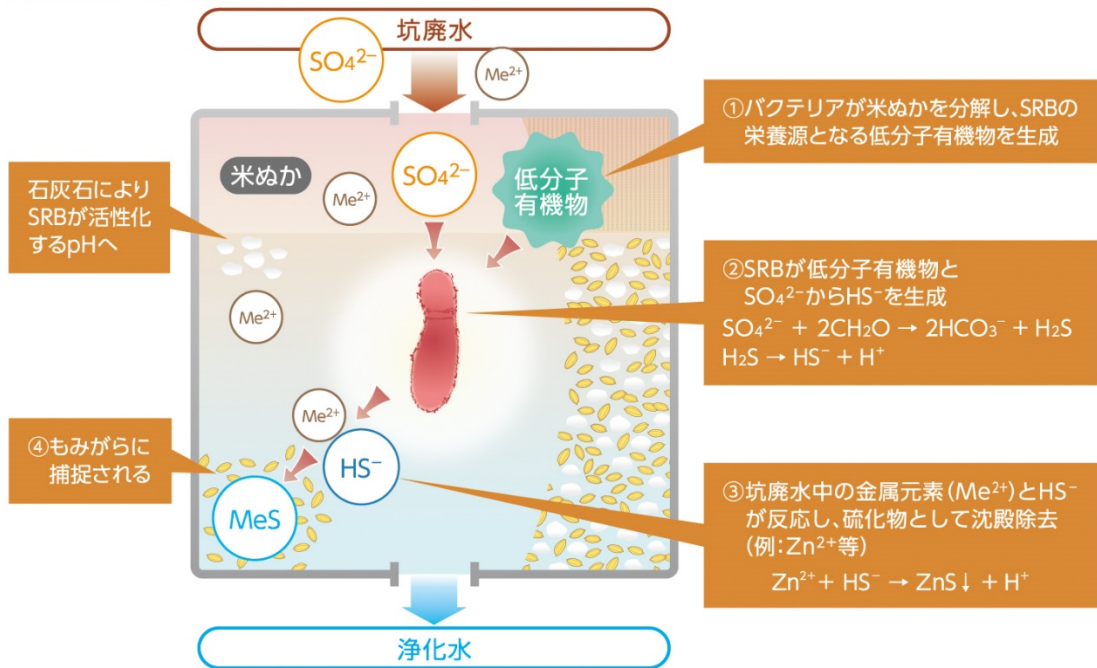 坑廃水
SO₄²⁻
Me²⁺
①バクテリアが米ぬかを分解し、SRBの
栄養源となる低分子有機物を生成
米ぬか
Me²⁺
SO₄²⁻
低分子
有機物
石灰石により
SRBが活性化
するpHへ
Me²⁺
②SRBが低分子有機物と
SO₄²⁻からHS⁻を生成
SO₄²⁻ + 2CH₂O → 2HCO₃⁻ + H₂S
H₂S → HS⁻ + H⁺
Me²⁺
HS⁻
④もみがらに
捕捉される
MeS
③坑廃水中の金属元素(Me²⁺)とHS⁻
が反応し、硫化物として沈殿除去
(例:Zn²⁺等)
Zn²⁺ + HS⁻ → ZnS↓ + H⁺
浄化水